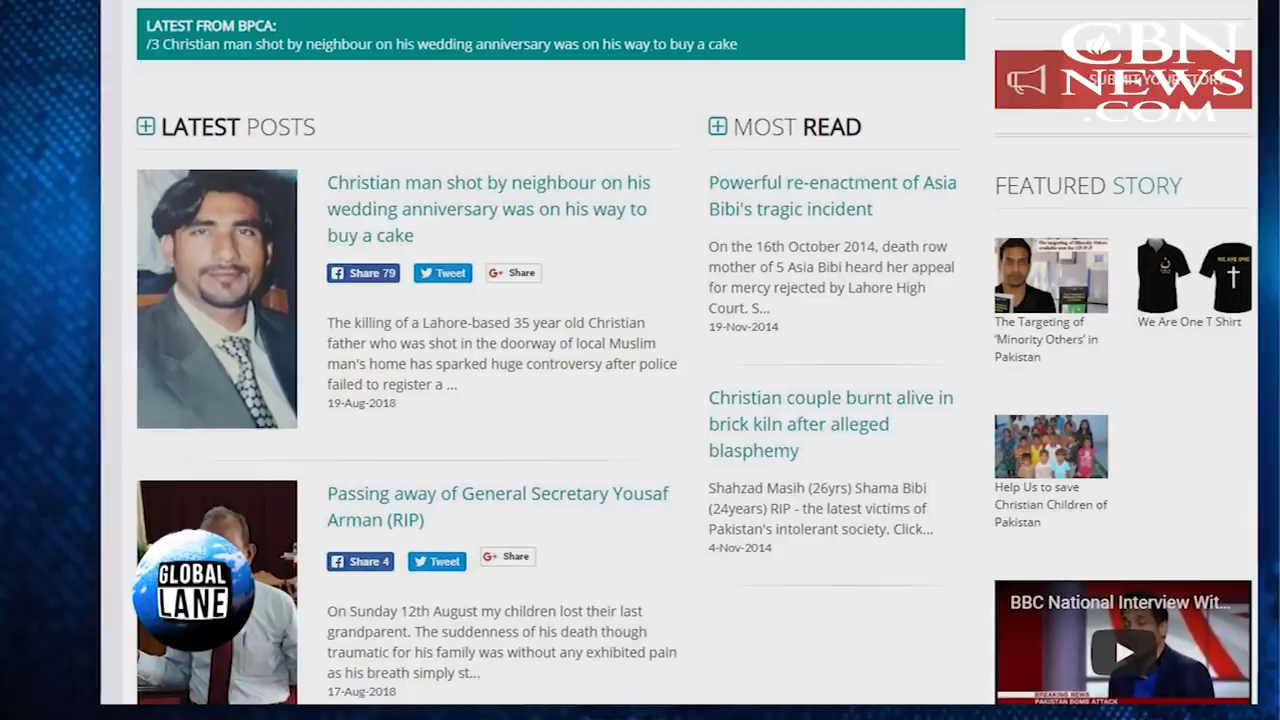 LATEST FROM BPCA:
/3 Christian man shot by neighbour on his wedding anniversary was on his way to buy a cake
CBN
NEWS
.COM
SUBMIT YOUR STORY
LATEST POSTS
Christian man shot by neighbour on his
wedding anniversary was on his way to
buy a cake
Share 79
Tweet
G+ Share
The killing of a Lahore-based 35 year old Christian
father who was shot in the doorway of local Muslim
man's home has sparked huge controversy after police
failed to register a ...
19-Aug-2018
Passing away of General Secretary Yousaf
Arman (RIP)
Share 4
Tweet
G+ Share
On Sunday 12th August my children lost their last
grandparent. The suddenness of his death though
traumatic for his family was without any exhibited pain
as his breath simply st...
17-Aug-2018
GLOBAL
LANE
MOST READ
Powerful re-enactment of Asia
Bibi's tragic incident
On the 16th October 2014, death row
mother of 5 Asia Bibi heard her appeal
for mercy rejected by Lahore High
Court. S...
19-Nov-2014
Christian couple burnt alive in
brick kiln after alleged
blasphemy
Shahzad Masih (26yrs) Shama Bibi
(24years) RIP - the latest victims of
Pakistan's intolerant society. Click...
4-Nov-2014
FEATURED STORY
The Targeting of
'Minority Others' in
Pakistan
WE ARE ONE
We Are One T Shirt
Help Us to save
Christian Children of
Pakistan
BBC National Interview Wit...
BREAKING NEWS
PAKISTAN BOMB ATTACK